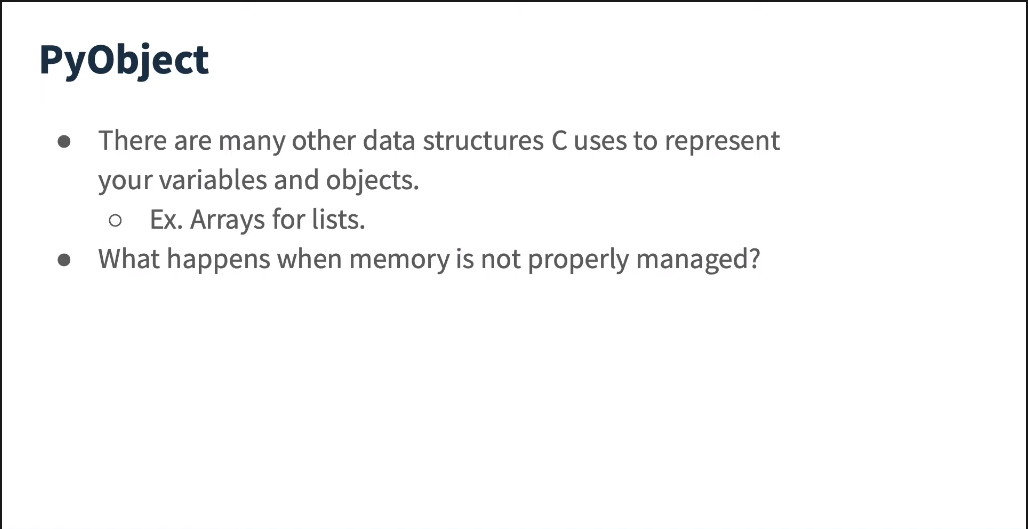 PyObject
● There are many other data structures C uses to represent
your variables and objects.
○ Ex. Arrays for lists.
● What happens when memory is not properly managed?